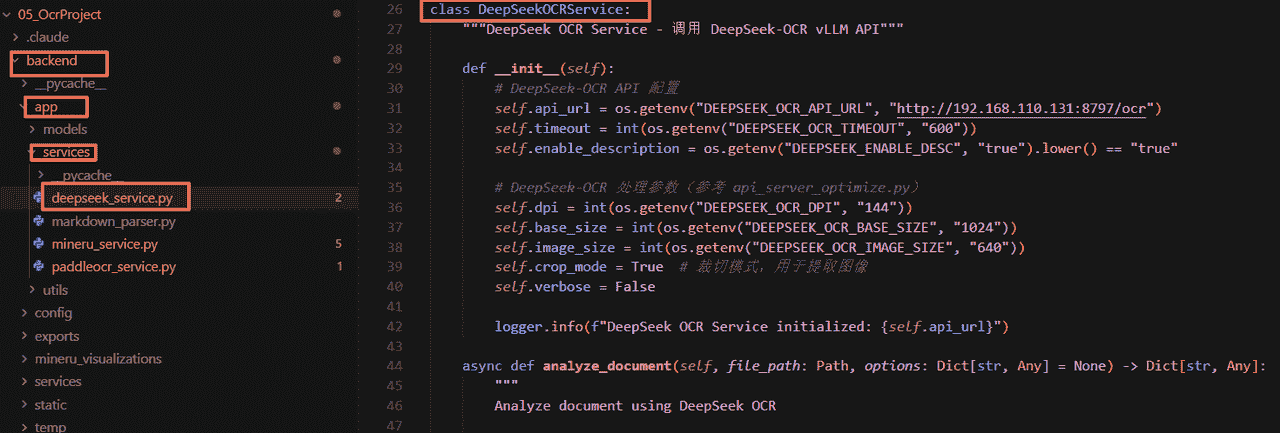 05_OcrProject
.claude
backend
__pycache__
app
models
services
__pycache__
deepseek_service.py 2
markdown_parser.py
mineru_service.py 5
paddleocr_service.py 1
utils
config
exports
mineru_visualizations
services
static
temp
26 class DeepSeekOCRService:
27 """DeepSeek OCR Service - 调用 DeepSeek-OCR vLLM API"""
28
29 def __init__(self):
30 # DeepSeek-OCR API 配置
31 self.api_url = os.getenv("DEEPSEEK_OCR_API_URL", "http://192.168.110.131:8797/ocr")
32 self.timeout = int(os.getenv("DEEPSEEK_OCR_TIMEOUT", "600"))
33 self.enable_description = os.getenv("DEEPSEEK_ENABLE_DESC", "true").lower() == "true"
34
35 # DeepSeek-OCR 处理参数（参考 api_server_optimize.py）
36 self.dpi = int(os.getenv("DEEPSEEK_OCR_DPI", "144"))
37 self.base_size = int(os.getenv("DEEPSEEK_OCR_BASE_SIZE", "1024"))
38 self.image_size = int(os.getenv("DEEPSEEK_OCR_IMAGE_SIZE", "640"))
39 self.crop_mode = True # 裁切模式，用于提取图像
40 self.verbose = False
41
42 logger.info(f"DeepSeek OCR Service initialized: {self.api_url}")
43
44 async def analyze_document(self, file_path: Path, options: Dict[str, Any] = None) -> Dict[str, Any]:
45 """
46 Analyze document using DeepSeek OCR
47